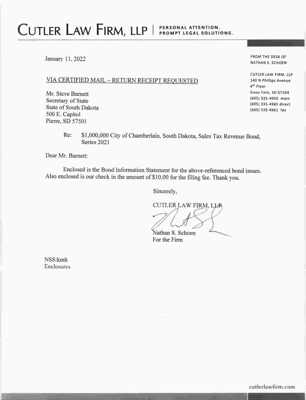 CUTLER LAW FIRM, LLP | PERSONAL ATTENTION.
PROMPT LEGAL SOLUTIONS.
January 11, 2022
FROM THE DESK OF
NATHAN S. SCHOEN
CUTLER LAW FIRM, LLP
140 N Phillips Avenue
4th Floor
Sioux Falls, SD 57104
(605) 335-4950 main
(605) 335-4965 direct
(605) 335-4961 fax
VIA CERTIFIED MAIL – RETURN RECEIPT REQUESTED
Mr. Steve Barnett
Secretary of State
State of South Dakota
500 E. Capitol
Pierre, SD 57501
Re: $1,000,000 City of Chamberlain, South Dakota, Sales Tax Revenue Bond,
Series 2021
Dear Mr. Barnett:
Enclosed is the Bond Information Statement for the above-referenced bond issues.
Also enclosed is our check in the amount of $10.00 for the filing fee. Thank you.
Sincerely,
CUTLER LAW FIRM, LLP
Nathan S. Schoen
For the Firm
NSS:kmh
Enclosures
cutlerlawfirm.com